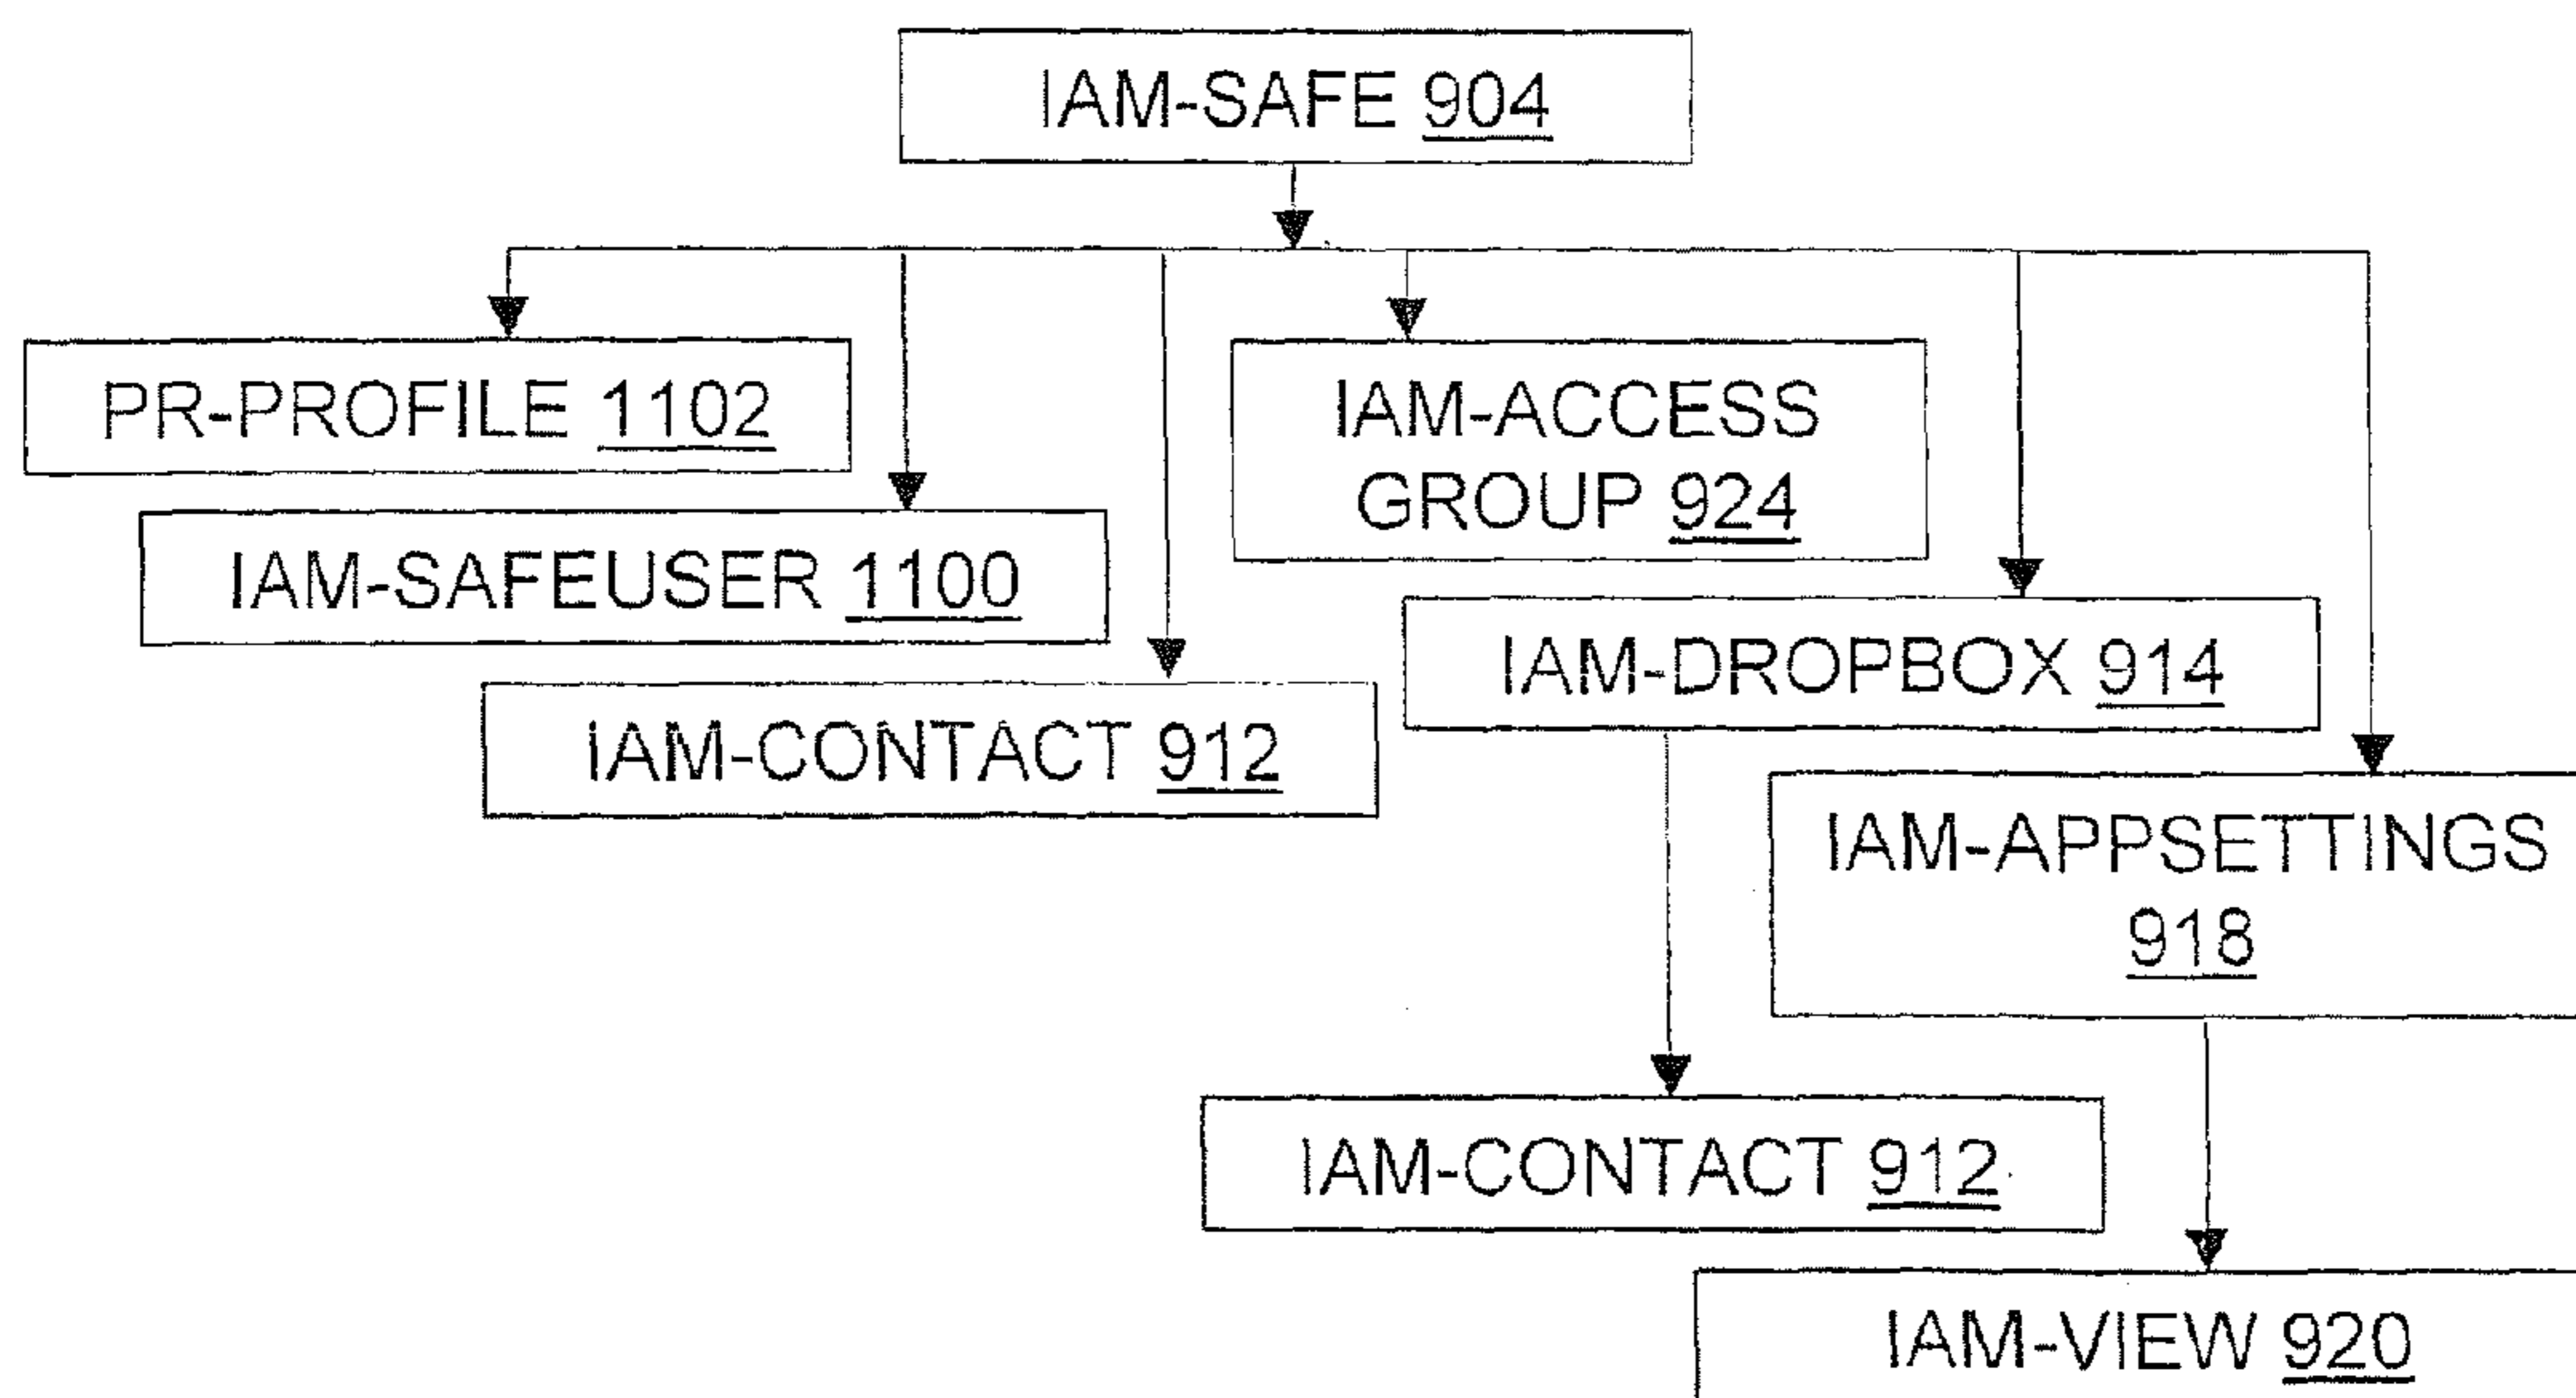 IAM-SAFE 904
PR-PROFILE 1102
IAM-SAFEUSER 1100
IAM-CONTACT 912
IAM-ACCESS
GROUP 924
IAM-DROPBOX 914
IAM-APPSETTINGS
918
IAM-CONTACT 912
IAM-VIEW 920